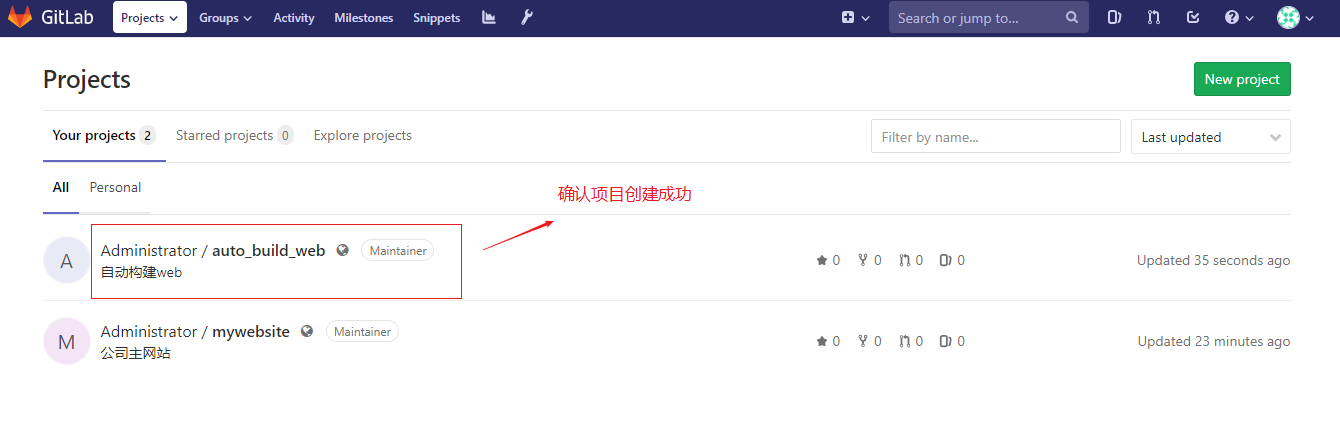 GitLab Projects Groups Activity Milestones Snippets Search or jump to...
Projects
New project
Your projects 2 Starred projects 0 Explore projects
Filter by name... Last updated
All Personal
确认项目创建成功
A Administrator / auto_build_web Maintainer
自动构建web
0 0 0 0 Updated 35 seconds ago
M Administrator / mywebsite Maintainer
公司主网站
0 0 0 0 Updated 23 minutes ago